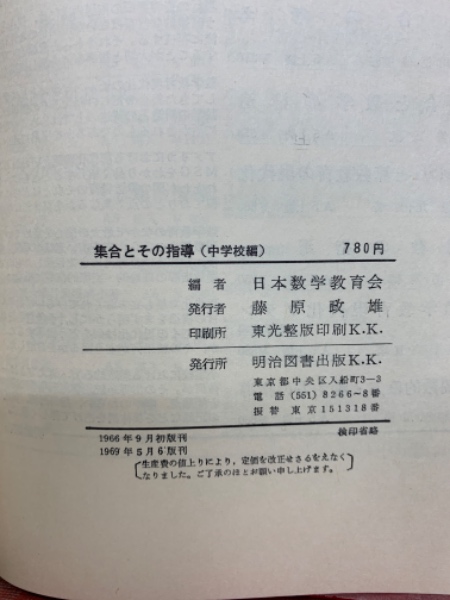 集合とその指導（中学校編） 780円
編者 日本数学教育会
発行者 藤原政雄
印刷所 東光整版印刷K.K.
発行所 明治図書出版K.K.
東京都中央区入船町3―3
電話 (551) 8266〜8番
振替 東京151318番
1966年9月初版刊 検印省略
1969年5月6版刊
生産費の値上りにより，定価を改正せざるをえなく
なりました。ご了承のほどお願い申し上げます。